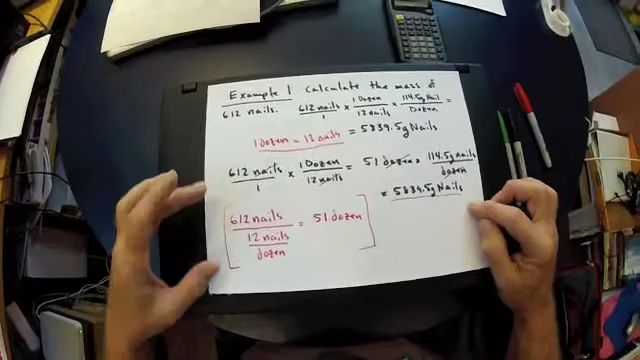 Example 1 Calculate the mass of
612 nails. 612 nails/1 × 1 Dozen/12 nails × 114.5g Nail/Dozen =
1 dozen = 12 nails = 5839.5g Nails
612 nails/1 × 1 Dozen/12 nails = 51 dozen × 114.5g nails/dozen
= 5839.5g Nails
[612 nails/(12 nails/dozen) = 51 dozen]